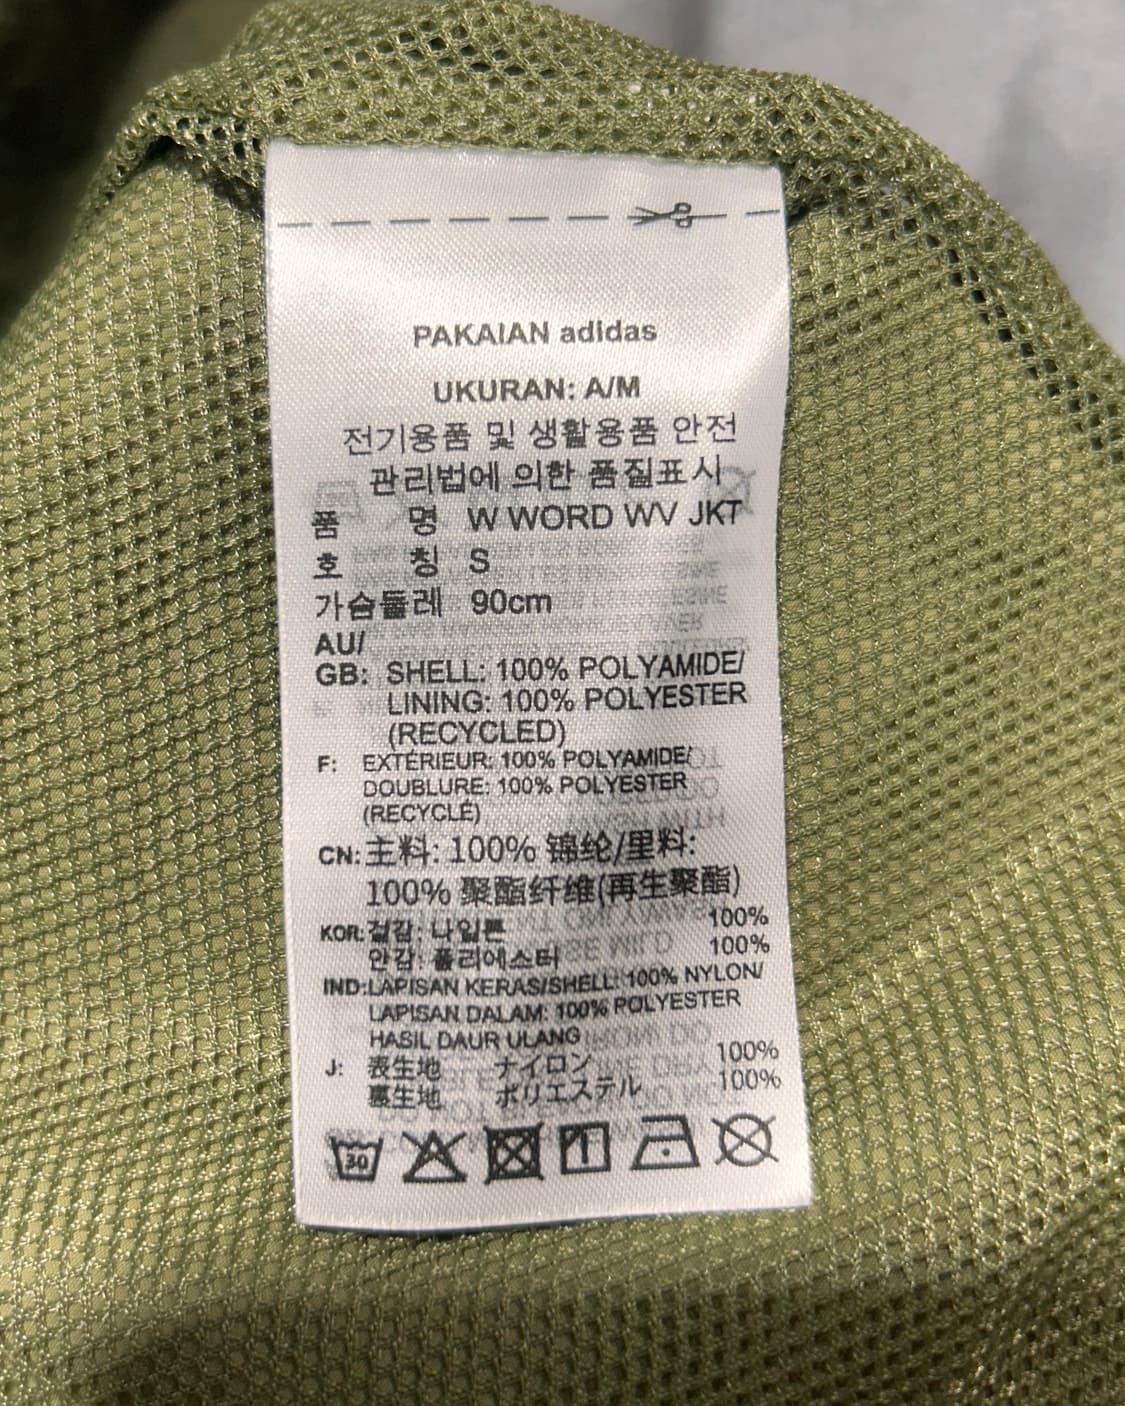 PAKAIAN adidas
UKURAN: A/M
전기용품 및 생활용품 안전
관리법에 의한 품질표시
품 명 W WORD WV JKT
호 칭 S
가슴둘레 90cm
AU/
GB: SHELL: 100% POLYAMIDE/
LINING: 100% POLYESTER
(RECYCLED)
F: EXTÉRIEUR: 100% POLYAMIDE/
DOUBLURE: 100% POLYESTER
(RECYCLÉ)
CN: 主料: 100% 锦纶/里料:
100% 聚酯纤维(再生聚酯)
KOR: 겉감: 나일론 100%
안감: 폴리에스터 100%
IND: LAPISAN KERAS/SHELL: 100% NYLON/
LAPISAN DALAM: 100% POLYESTER
HASIL DAUR ULANG
J: 表生地 ナイロン 100%
裏生地 ポリエステル 100%
30